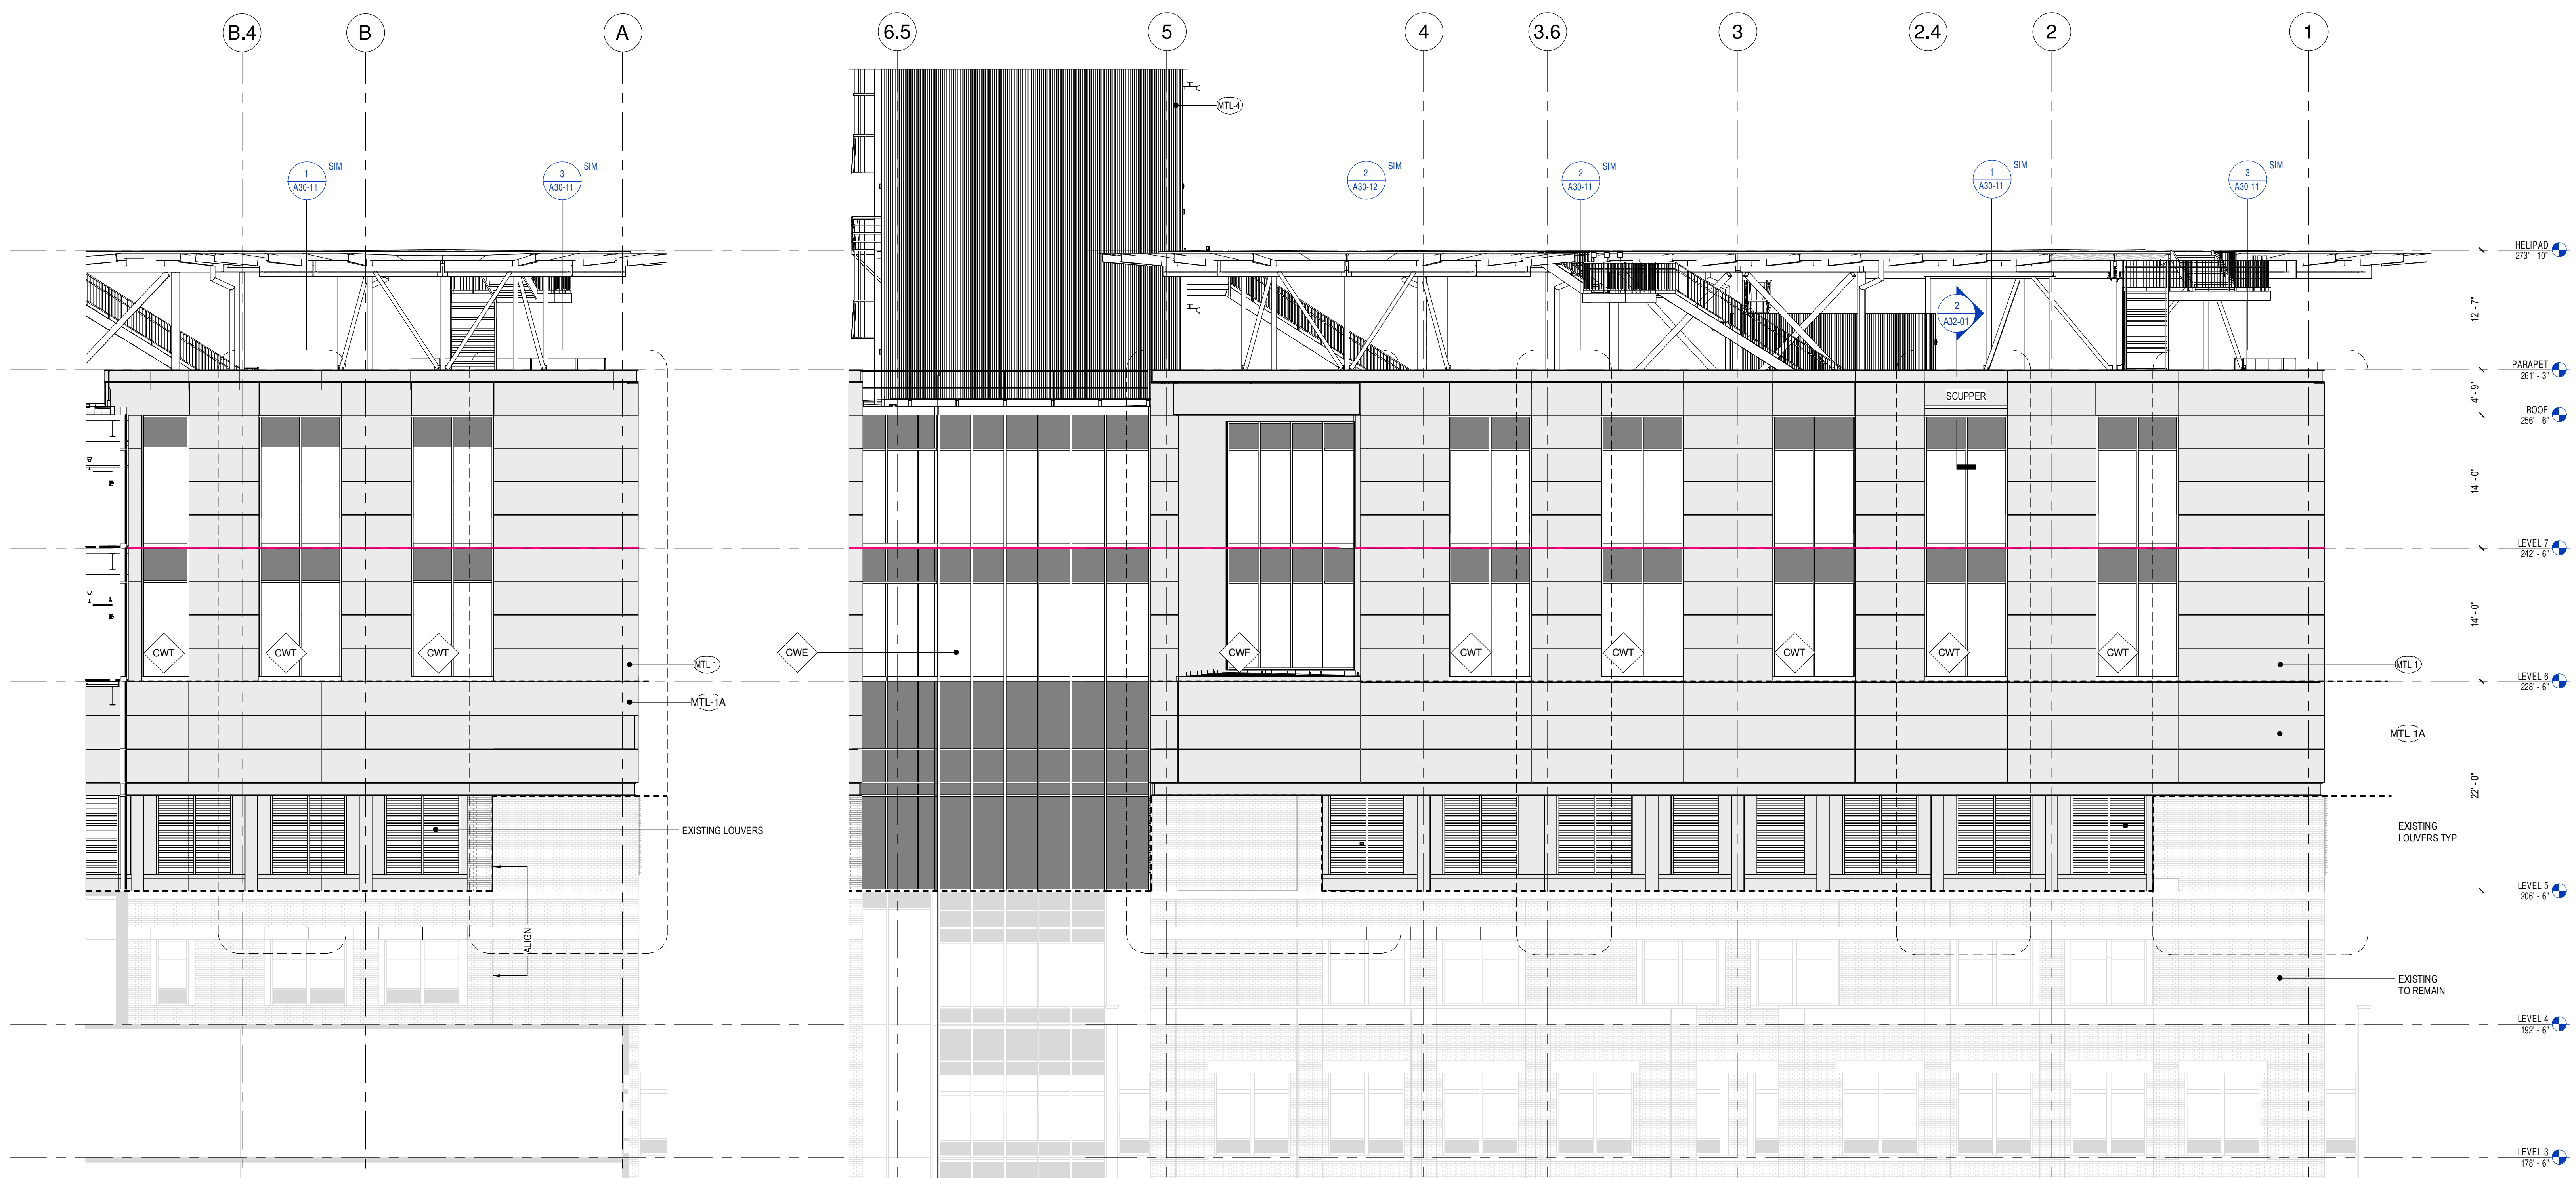 B.4
B
A
6.5
5
4
3.6
3
2.4
2
1
MTL-4
1
A30-11
SIM
3
A30-11
SIM
2
A30-12
SIM
2
A30-11
SIM
1
A30-11
SIM
3
A30-11
SIM
HELIPAD
273' - 10"
12' - 7"
2
A32-01
PARAPET
261' - 3"
4' - 9"
SCUPPER
ROOF
256' - 6"
14' - 0"
LEVEL 7
242' - 6"
14' - 0"
CWT
CWT
CWT
CWE
CWF
CWT
CWT
CWT
CWT
CWT
MTL-1
MTL-1
LEVEL 6
228' - 6"
MTL-1A
MTL-1A
22' - 0"
EXISTING LOUVERS
EXISTING
LOUVERS TYP
LEVEL 5
206' - 6"
ALIGN
EXISTING
TO REMAIN
LEVEL 4
192' - 6"
LEVEL 3
178' - 6"